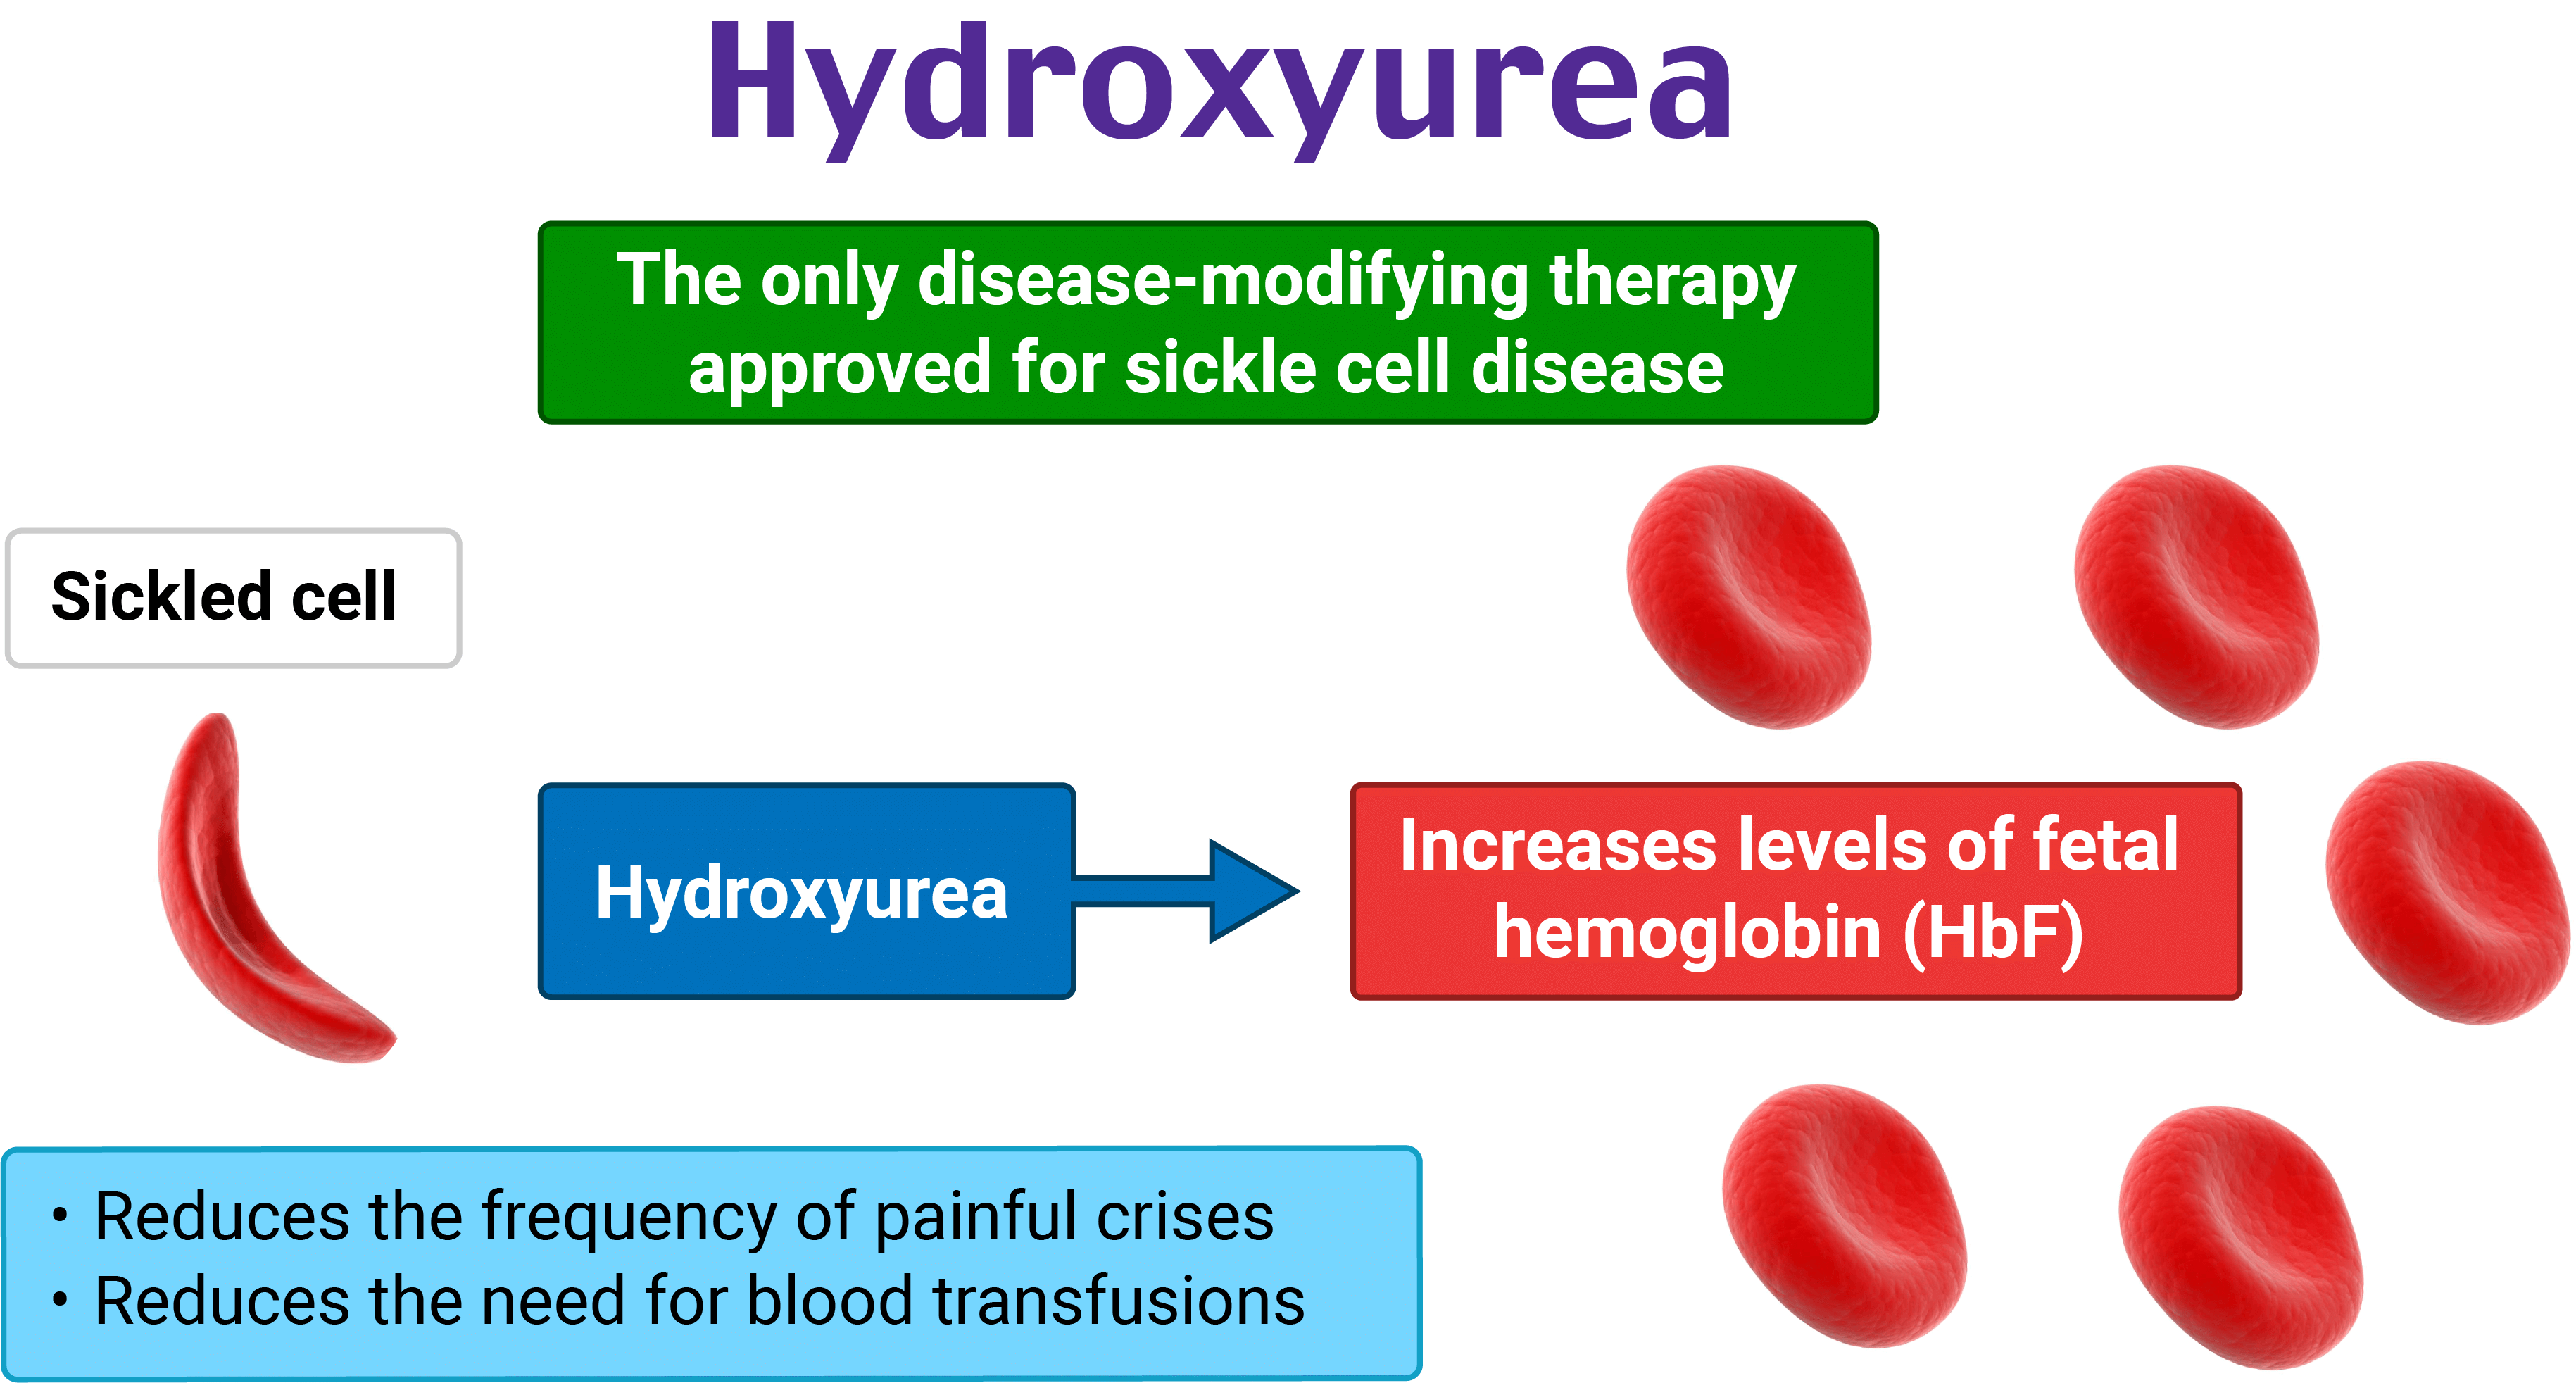 Hydroxyurea
The only disease-modifying therapy
approved for sickle cell disease
Sickled cell
Hydroxyurea
Increases levels of fetal
hemoglobin (HbF)
• Reduces the frequency of painful crises
• Reduces the need for blood transfusions